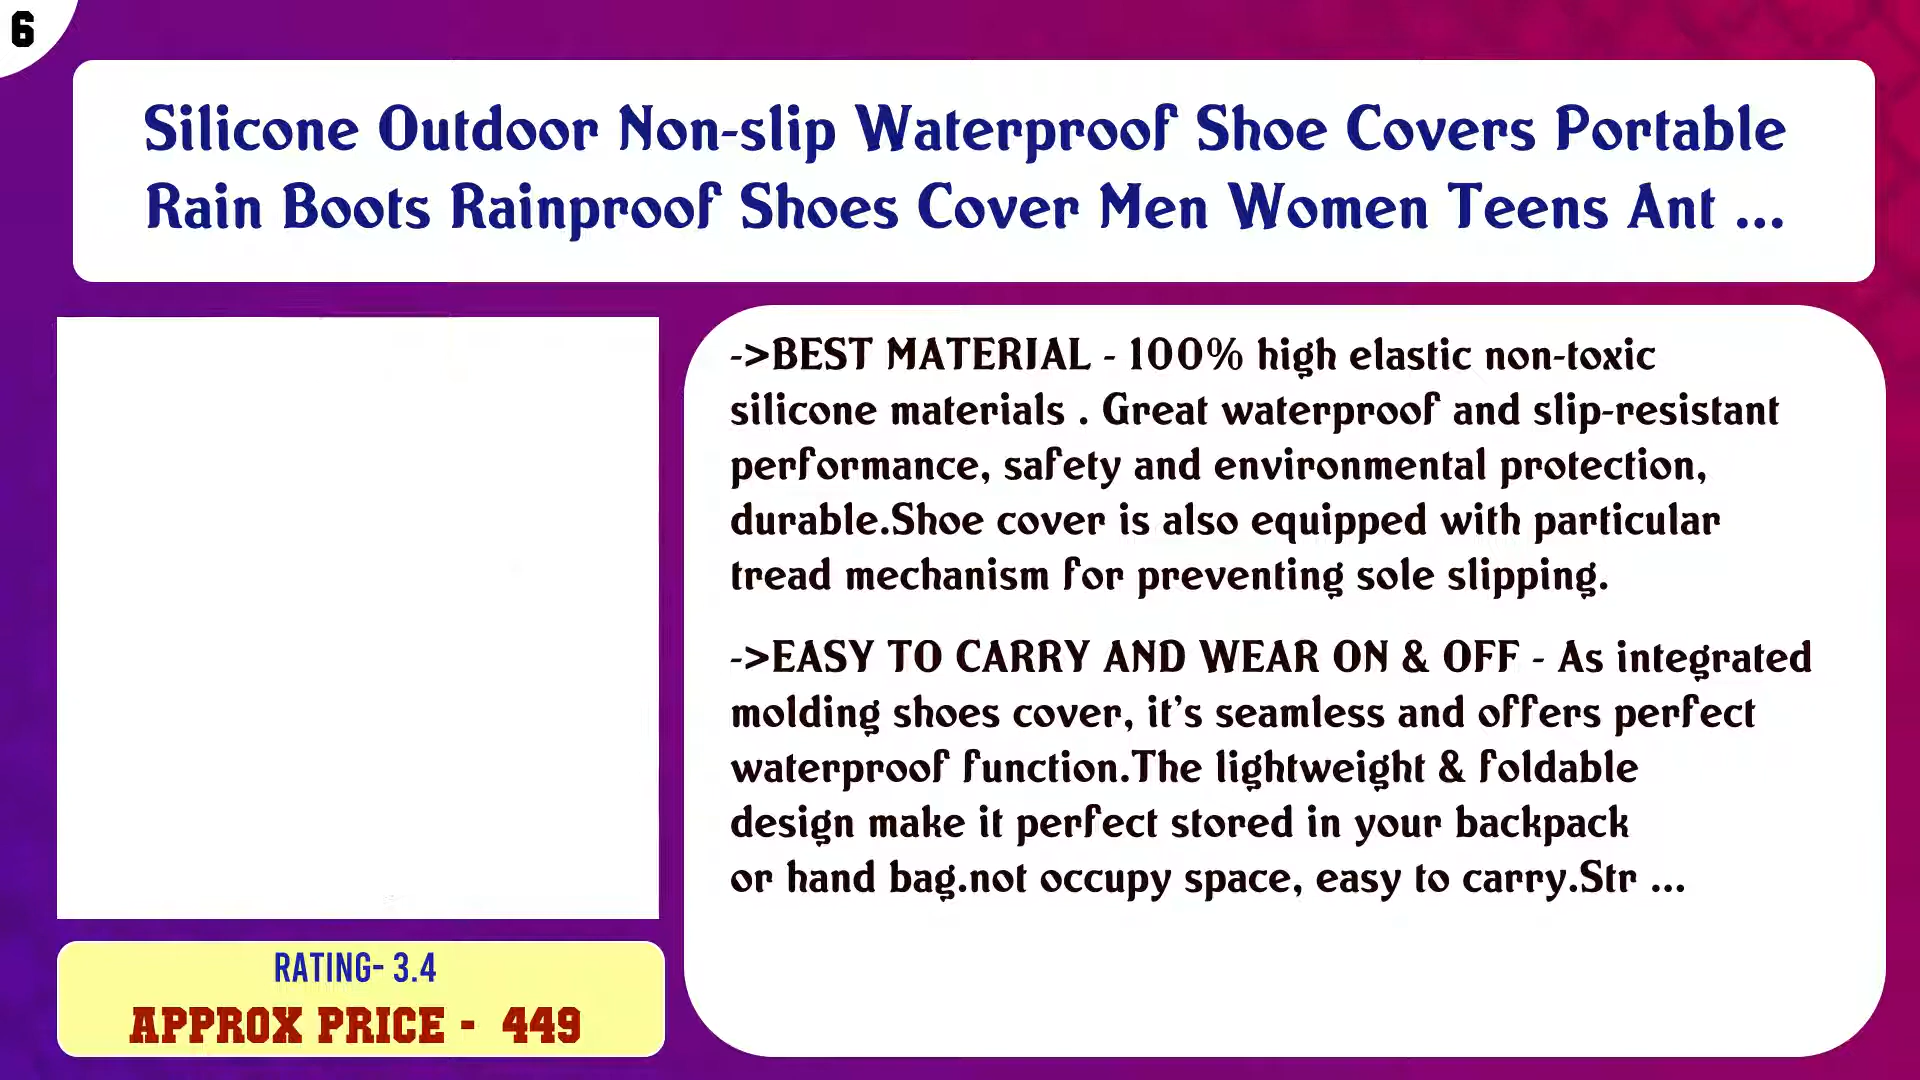 6
Silicone Outdoor Non-slip Waterproof Shoe Covers Portable
Rain Boots Rainproof Shoes Cover Men Women Teens Ant ...
->BEST MATERIAL - 100% high elastic non-toxic
silicone materials . Great waterproof and slip-resistant
performance, safety and environmental protection,
durable.Shoe cover is also equipped with particular
tread mechanism for preventing sole slipping.
->EASY TO CARRY AND WEAR ON & OFF - As integrated
molding shoes cover, it's seamless and offers perfect
waterproof function.The lightweight & foldable
design make it perfect stored in your backpack
or hand bag.not occupy space, easy to carry.Str ...
RATING- 3.4
APPROX PRICE - 449